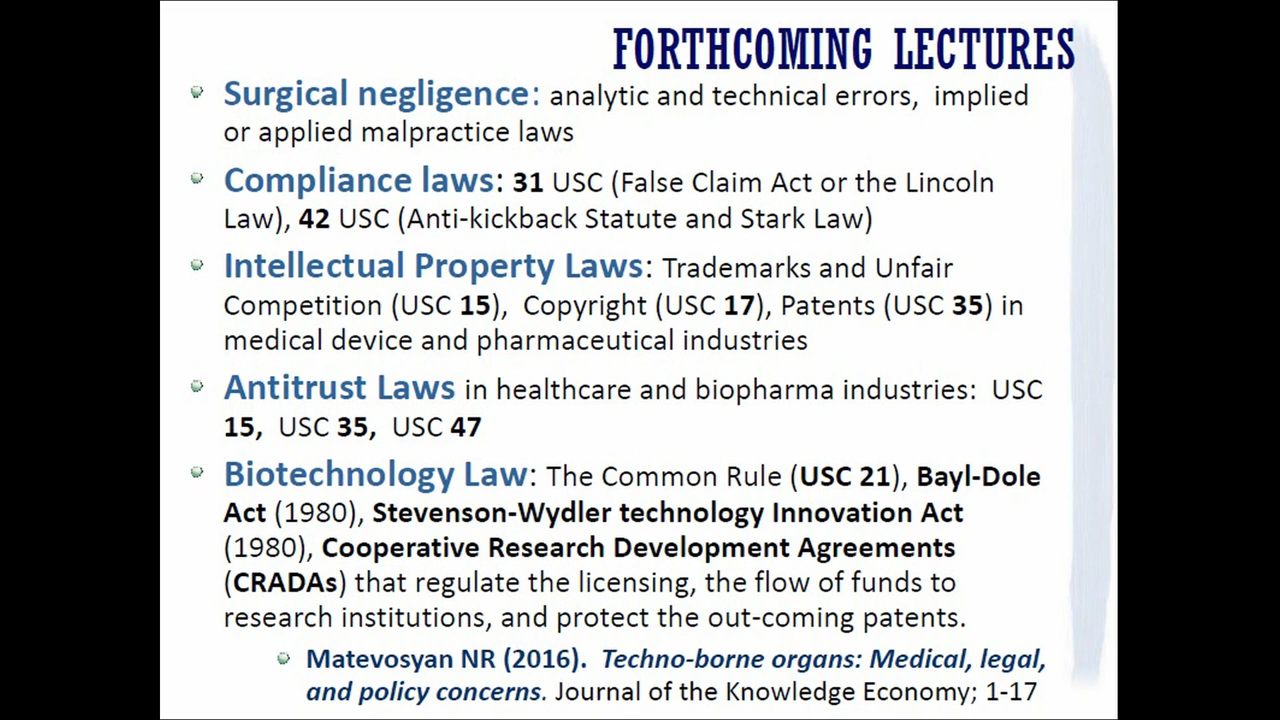 FORTHCOMING LECTURES
Surgical negligence: analytic and technical errors, implied
or applied malpractice laws
Compliance laws: 31 USC (False Claim Act or the Lincoln
Law), 42 USC (Anti-kickback Statute and Stark Law)
Intellectual Property Laws: Trademarks and Unfair
Competition (USC 15), Copyright (USC 17), Patents (USC 35) in
medical device and pharmaceutical industries
Antitrust Laws in healthcare and biopharma industries: USC
15, USC 35, USC 47
Biotechnology Law: The Common Rule (USC 21), Bayl-Dole
Act (1980), Stevenson-Wydler technology Innovation Act
(1980), Cooperative Research Development Agreements
(CRADAs) that regulate the licensing, the flow of funds to
research institutions, and protect the out-coming patents.
Matevosyan NR (2016). Techno-borne organs: Medical, legal,
and policy concerns. Journal of the Knowledge Economy; 1-17